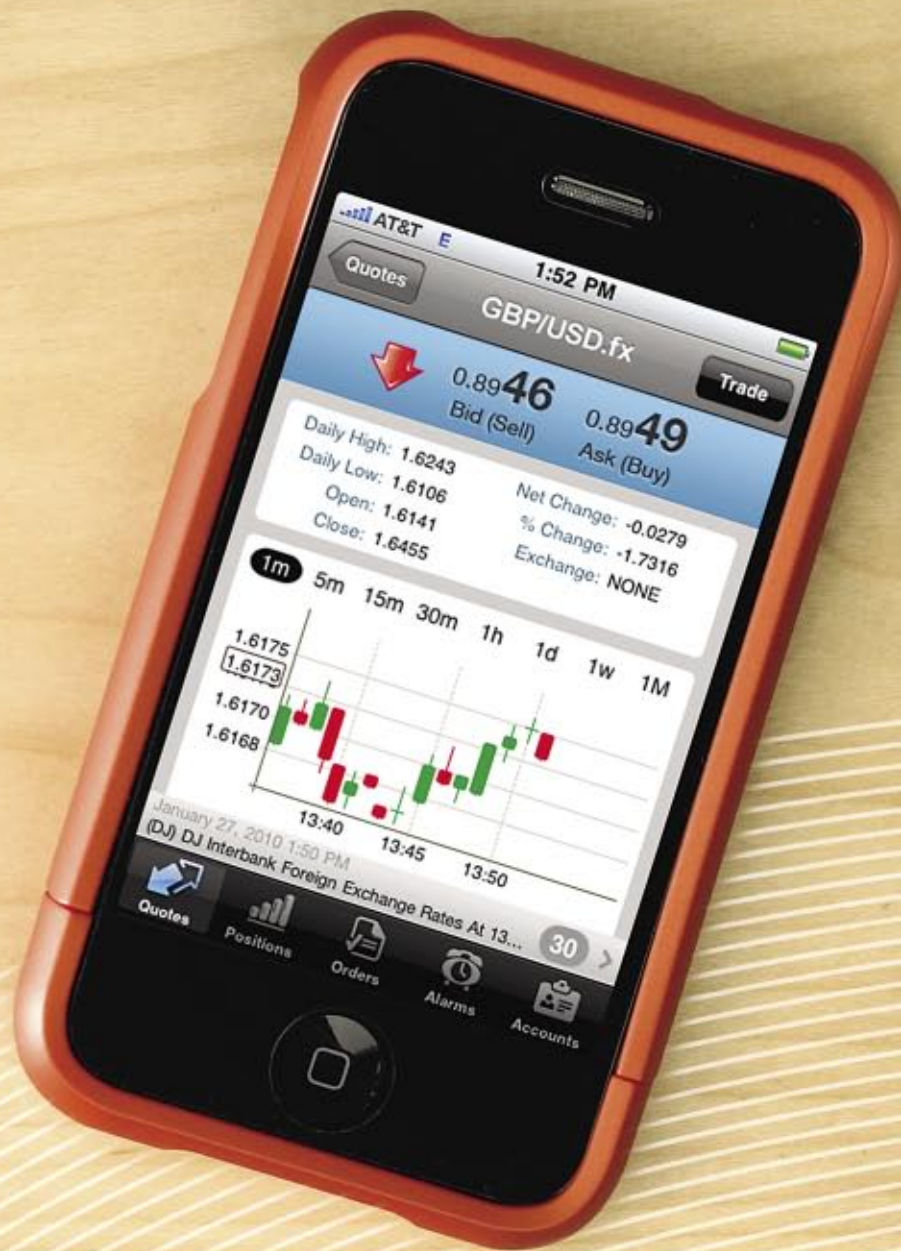 AT&T E 1:52 PM
Quotes GBP/USD.fx Trade
0.8946 0.8949
Bid (Sell) Ask (Buy)
Daily High: 1.6243
Daily Low: 1.6106
Open: 1.6141
Close: 1.6455
Net Change: -0.0279
% Change: -1.7316
Exchange: NONE
1m 5m 15m 30m 1h 1d 1w 1M
1.6175
1.6173
1.6170
1.6168
13:40 13:45 13:50
January 27, 2010 1:50 PM
(DJ) DJ Interbank Foreign Exchange Rates At 13... 30
Quotes Positions Orders Alarms Accounts